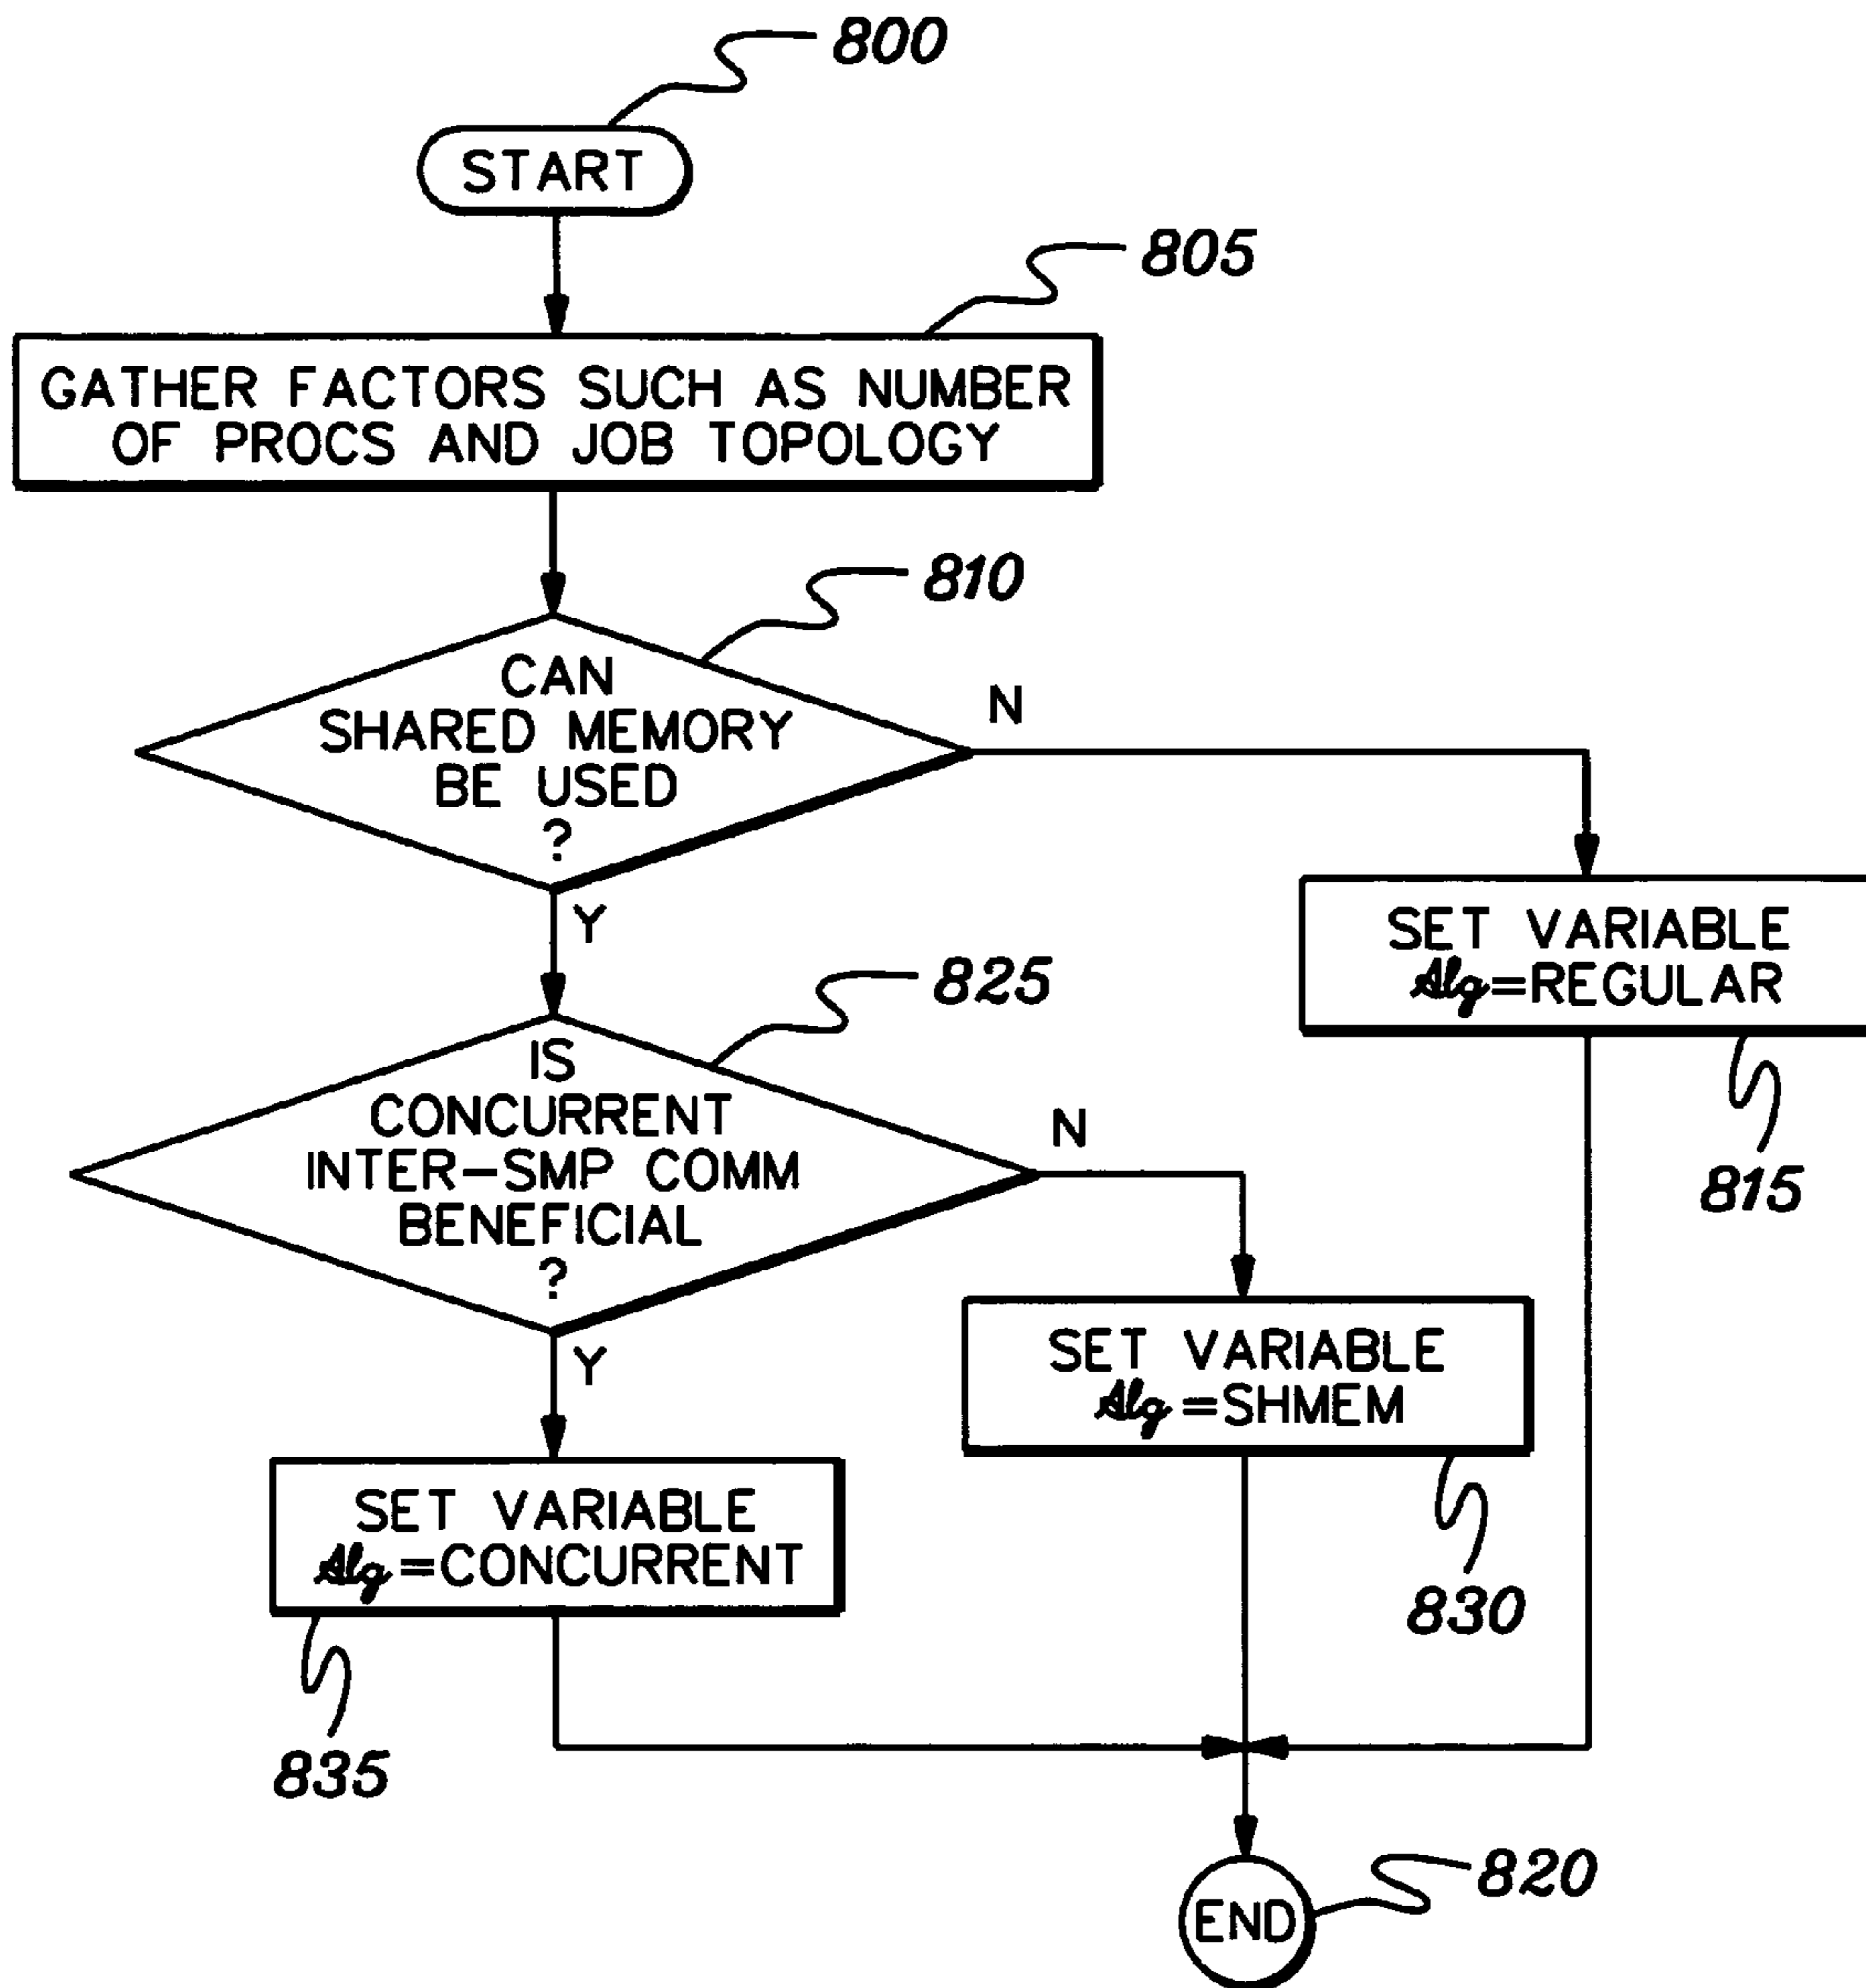 800
START
805
GATHER FACTORS SUCH AS NUMBER
OF PROCS AND JOB TOPOLOGY
810
CAN
SHARED MEMORY
BE USED
?
N
Y
SET VARIABLE
Alg=REGULAR
815
825
IS
CONCURRENT
INTER-SMP COMM
BENEFICIAL
?
N
Y
SET VARIABLE
Alg=SHMEM
830
SET VARIABLE
Alg=CONCURRENT
835
820
END